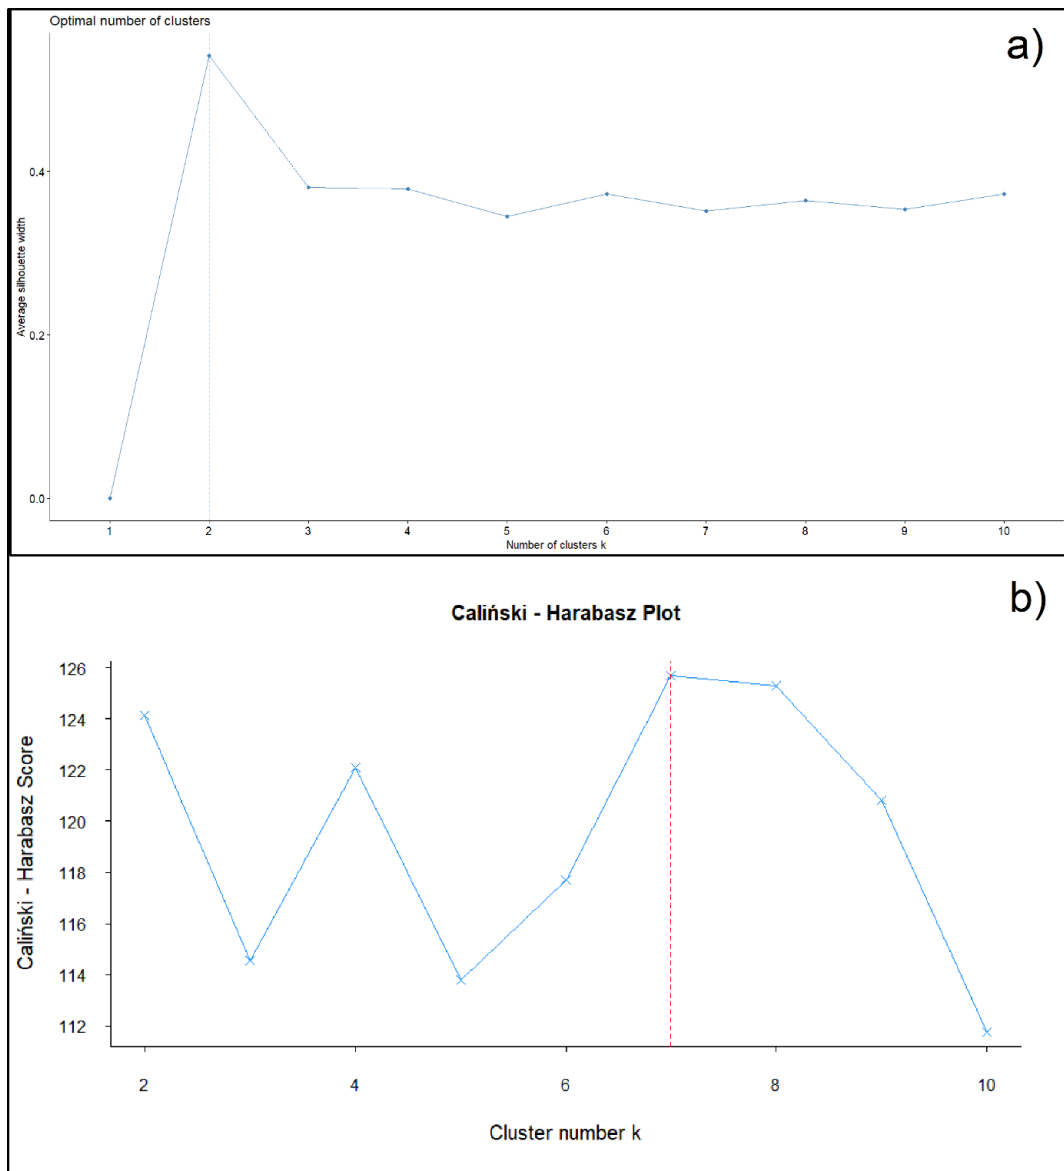 Optimal number of clusters
a)
Average silhouette width
0.4
0.2
0.0
1 2 3 4 5 6 7 8 9 10
Number of clusters k
b)
Caliński - Harabasz Plot
Caliński - Harabasz Score
126
124
122
120
118
116
114
112
2 4 6 8 10
Cluster number k